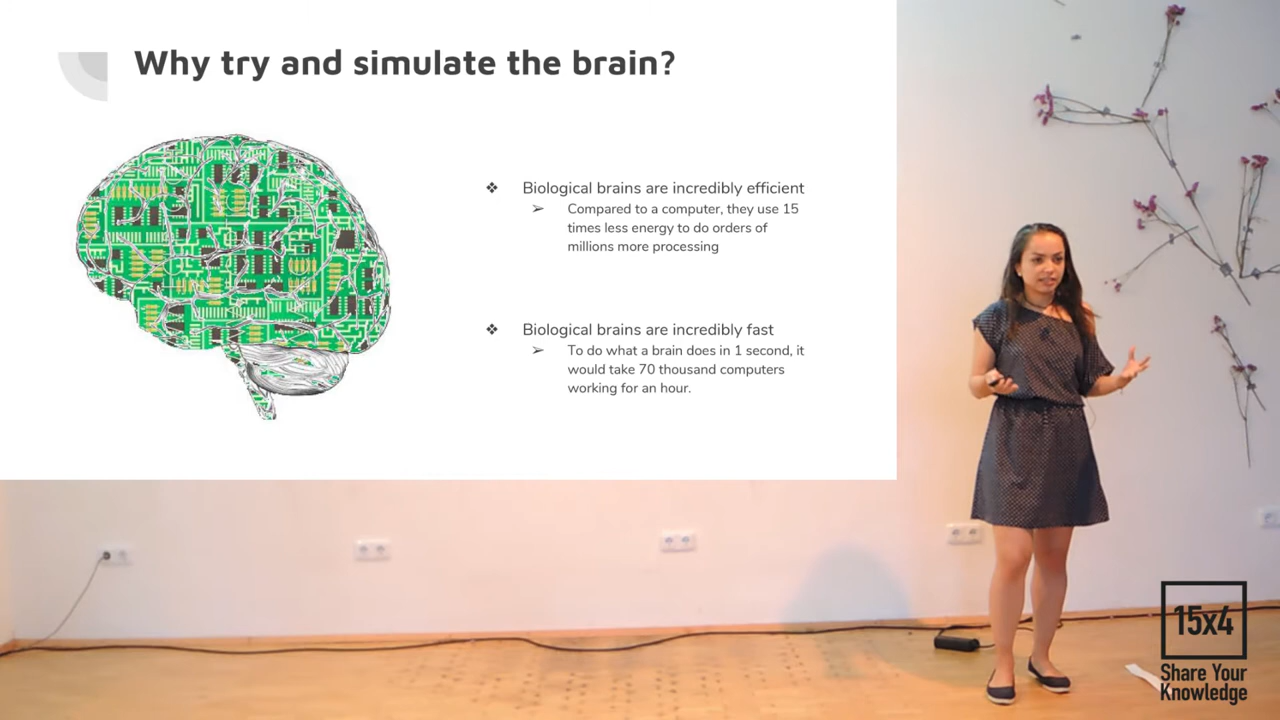 Why try and simulate the brain?
❖ Biological brains are incredibly efficient
➢ Compared to a computer, they use 15
times less energy to do orders of
millions more processing
❖ Biological brains are incredibly fast
➢ To do what a brain does in 1 second, it
would take 70 thousand computers
working for an hour.
15x4
Share Your
Knowledge